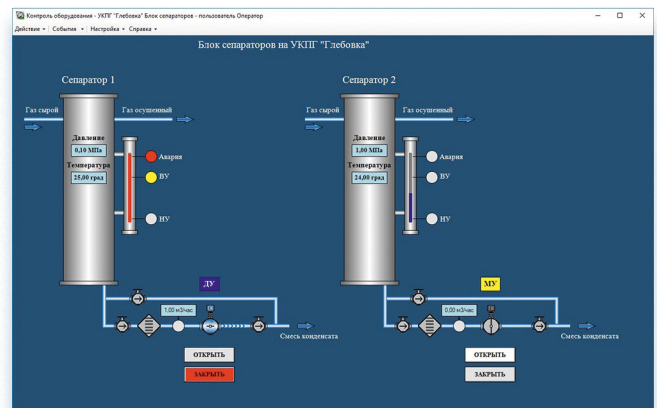 Контроль оборудования - УКПГ "Глебовка" Блок сепараторов - пользователь Оператор
Действие События Настройка Справка
Блок сепараторов на УКПГ "Глебовка"
Сепаратор 1
Газ сырой
Газ осушенный
Давление
0,10 МПа
Температура
25,00 град
Авария
ВУ
НУ
ДУ
1,00 м3/час
Смесь конденсата
ОТКРЫТЬ
ЗАКРЫТЬ
Сепаратор 2
Газ сырой
Газ осушенный
Давление
1,00 МПа
Температура
24,00 град
Авария
ВУ
НУ
МУ
0,00 м3/час
Смесь конденсата
ОТКРЫТЬ
ЗАКРЫТЬ